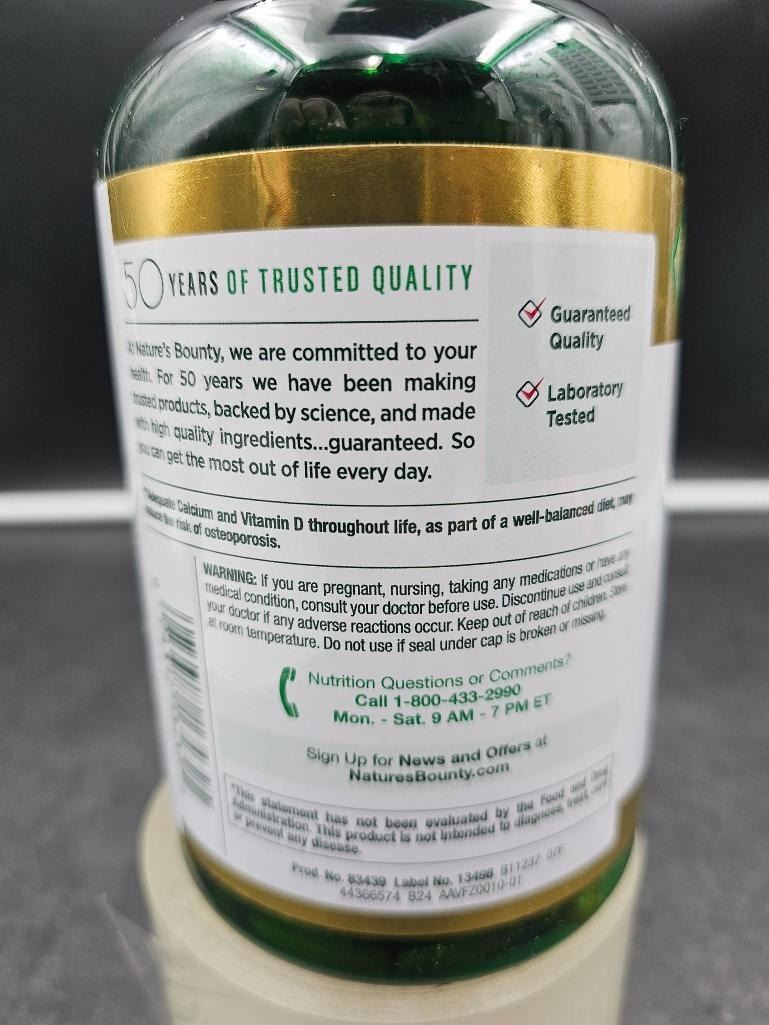 50 YEARS OF TRUSTED QUALITY
At Nature's Bounty, we are committed to your
health. For 50 years we have been making
trusted products, backed by science, and made
with high quality ingredients...guaranteed. So
you can get the most out of life every day.
Guaranteed
Quality
Laboratory
Tested
Adequate Calcium and Vitamin D throughout life, as part of a well-balanced diet, may
reduce the risk of osteoporosis.
WARNING: If you are pregnant, nursing, taking any medications or have any
medical condition, consult your doctor before use. Discontinue use and consult
your doctor if any adverse reactions occur. Keep out of reach of children. Store
at room temperature. Do not use if seal under cap is broken or missing.
Nutrition Questions or Comments?
Call 1-800-433-2990
Mon. - Sat. 9 AM - 7 PM ET
Sign Up for News and Offers at
NaturesBounty.com
*This statement has not been evaluated by the Food and Drug
Administration. This product is not intended to diagnose, treat, cure
or prevent any disease.
Prod. No. 83439 Label No. 13498 B11237 07E
44366574 B24 AAVFZ0010-01